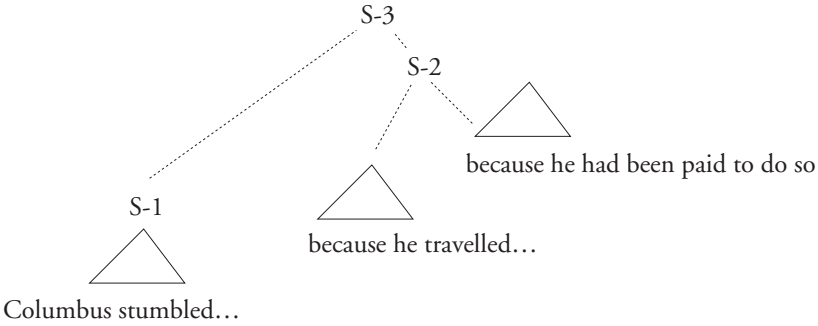 S-3
S-2
because he had been paid to do so
S-1
because he travelled…
Columbus stumbled…